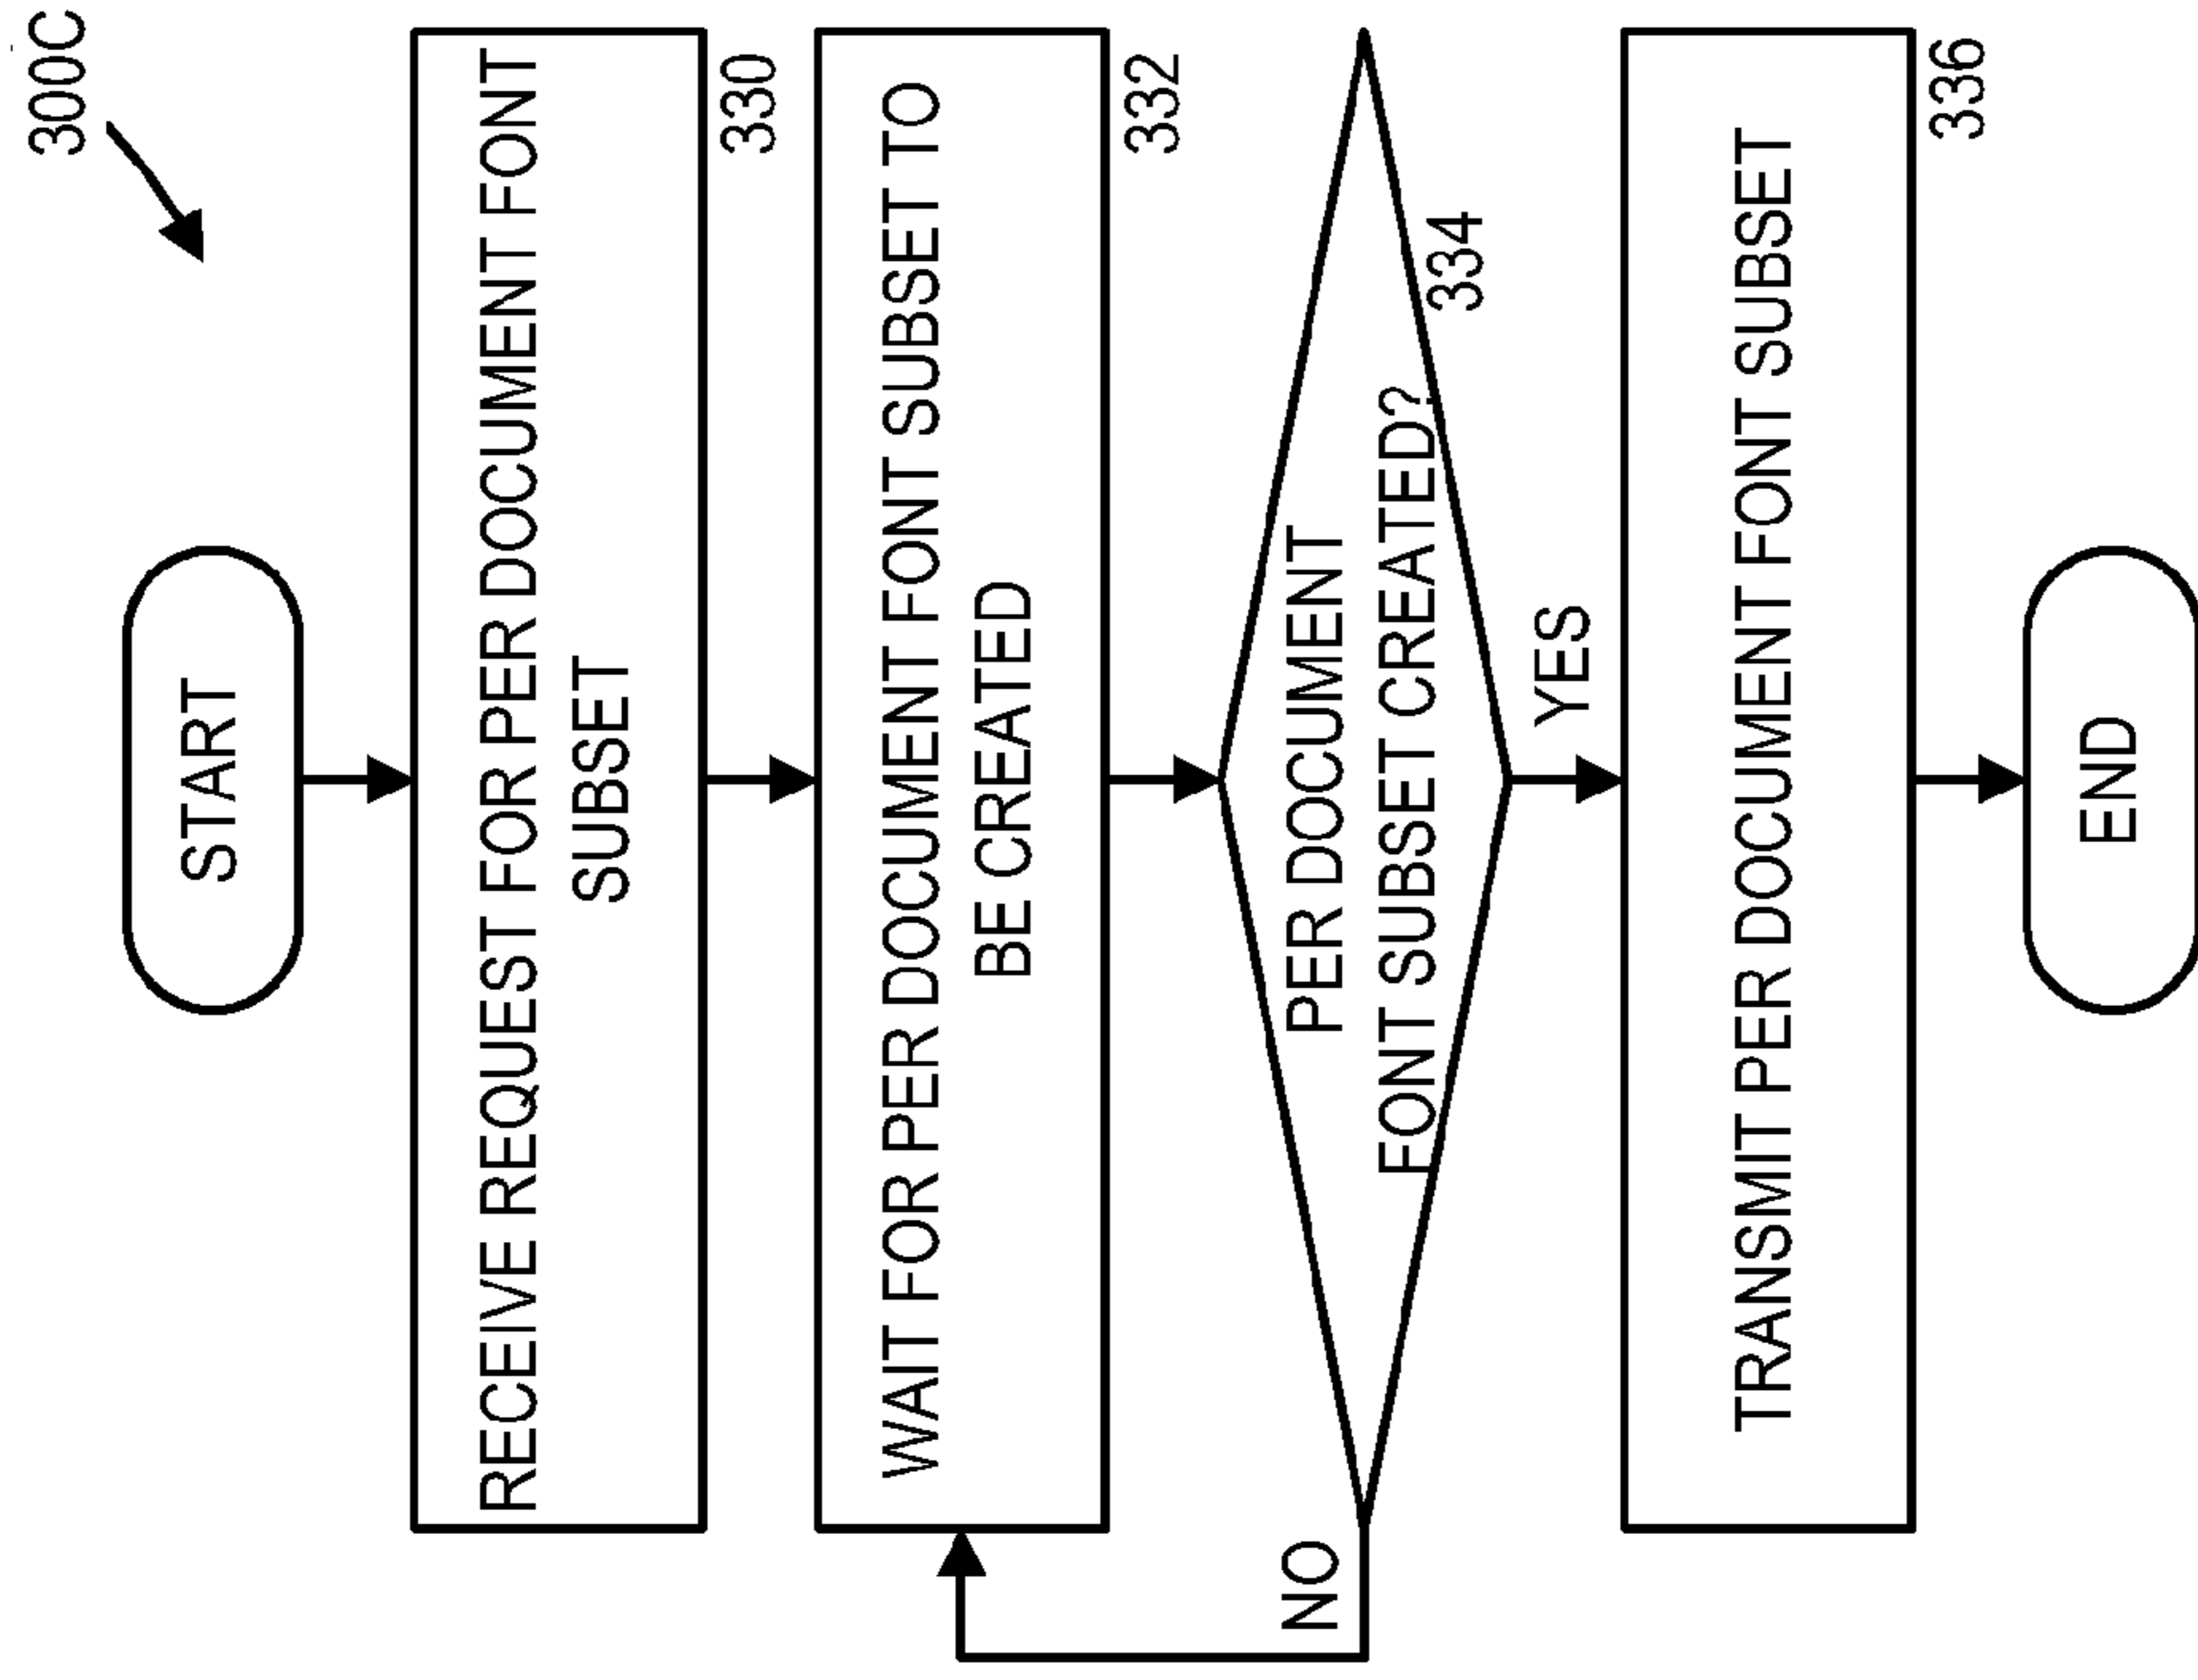 300C
START
RECEIVE REQUEST FOR PER DOCUMENT FONT
SUBSET
330
WAIT FOR PER DOCUMENT FONT SUBSET TO
BE CREATED
332
PER DOCUMENT
FONT SUBSET CREATED?
334
NO
YES
TRANSMIT PER DOCUMENT FONT SUBSET
336
END